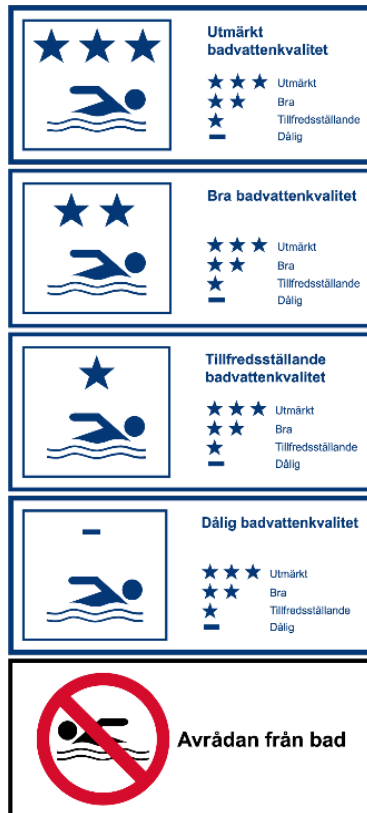 Utmärkt
badvattenkvalitet
Utmärkt
Bra
Tillfredsställande
Dålig
Bra badvattenkvalitet
Utmärkt
Bra
Tillfredsställande
Dålig
Tillfredsställande
badvattenkvalitet
Utmärkt
Bra
Tillfredsställande
Dålig
Dålig badvattenkvalitet
Utmärkt
Bra
Tillfredsställande
Dålig
Avrådan från bad